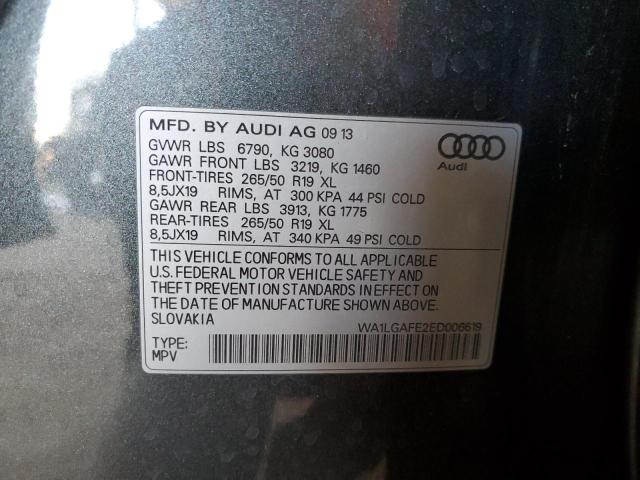 MFD. BY AUDI AG 09 13
GVWR LBS 6790, KG 3080
GAWR FRONT LBS 3219, KG 1460
FRONT-TIRES 265/50 R19 XL
8,5JX19 RIMS, AT 300 KPA 44 PSI COLD
GAWR REAR LBS 3913, KG 1775
REAR-TIRES 265/50 R19 XL
8,5JX19 RIMS, AT 340 KPA 49 PSI COLD
Audi
THIS VEHICLE CONFORMS TO ALL APPLICABLE
U.S. FEDERAL MOTOR VEHICLE SAFETY AND
THEFT PREVENTION STANDARDS IN EFFECT ON
THE DATE OF MANUFACTURE SHOWN ABOVE.
SLOVAKIA
WA1LGAFE2ED006619
TYPE:
MPV